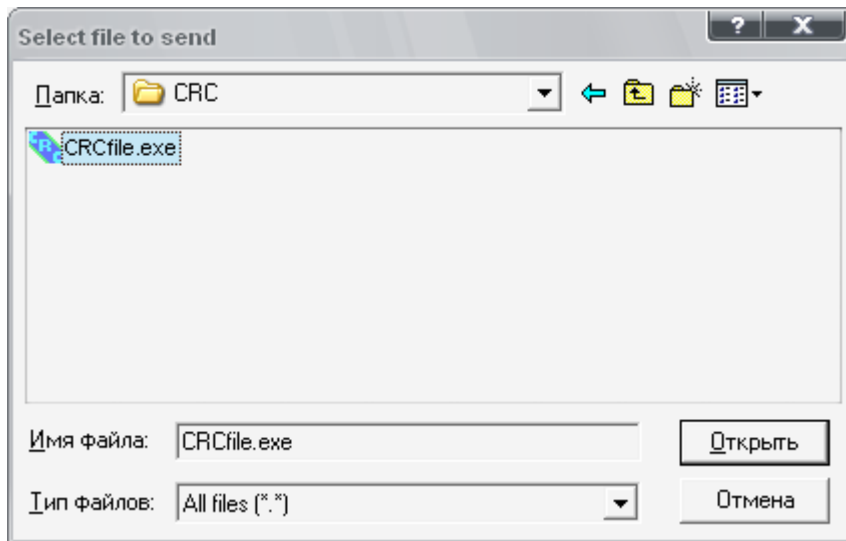 Select file to send
Папка: CRC
CRCfile.exe
Имя файла: CRCfile.exe Открыть
Тип файлов: All files (*.*) Отмена